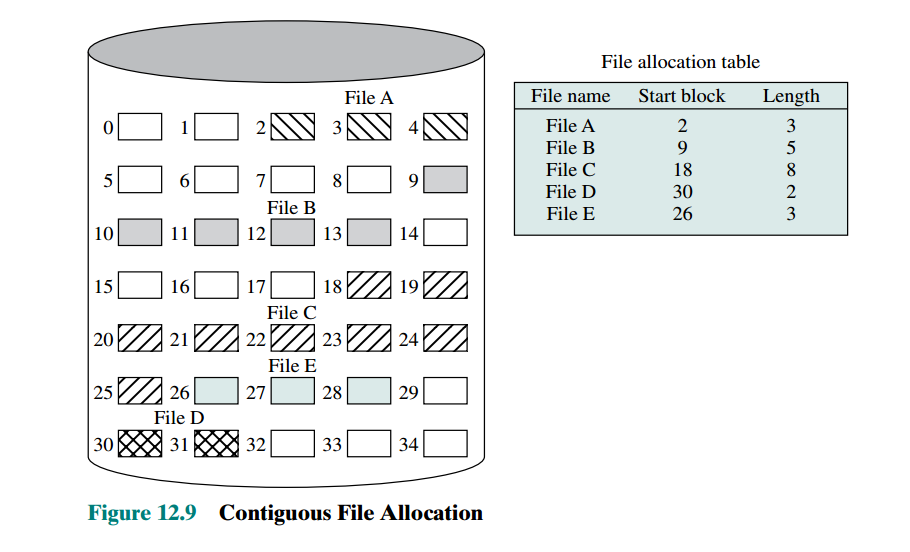 File allocation table
File name Start block Length
File A 2 3
File B 9 5
File C 18 8
File D 30 2
File E 26 3
File A
0 1 2 3 4
5 6 7 8 9
File B
10 11 12 13 14
15 16 17 18 19
File C
20 21 22 23 24
File E
25 26 27 28 29
File D
30 31 32 33 34
Figure 12.9 Contiguous File Allocation